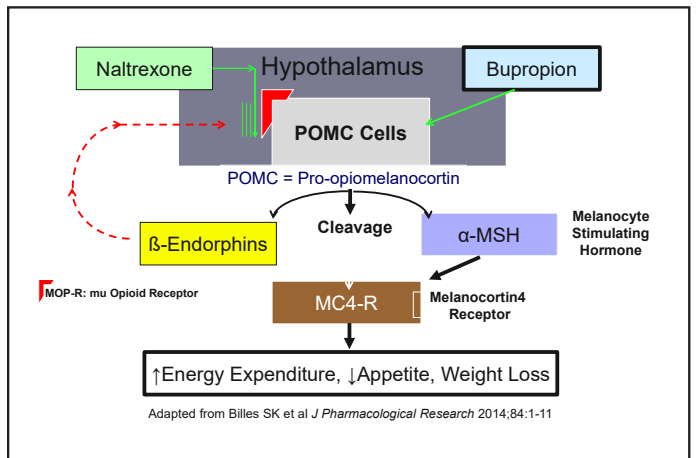 Naltrexone
Hypothalamus
Bupropion
POMC Cells
POMC = Pro-opiomelanocortin
Cleavage
ß-Endorphins
α-MSH
Melanocyte
Stimulating
Hormone
MOP-R: mu Opioid Receptor
MC4-R
Melanocortin4
Receptor
↑Energy Expenditure, ↓Appetite, Weight Loss
Adapted from Billes SK et al J Pharmacological Research 2014;84:1-11